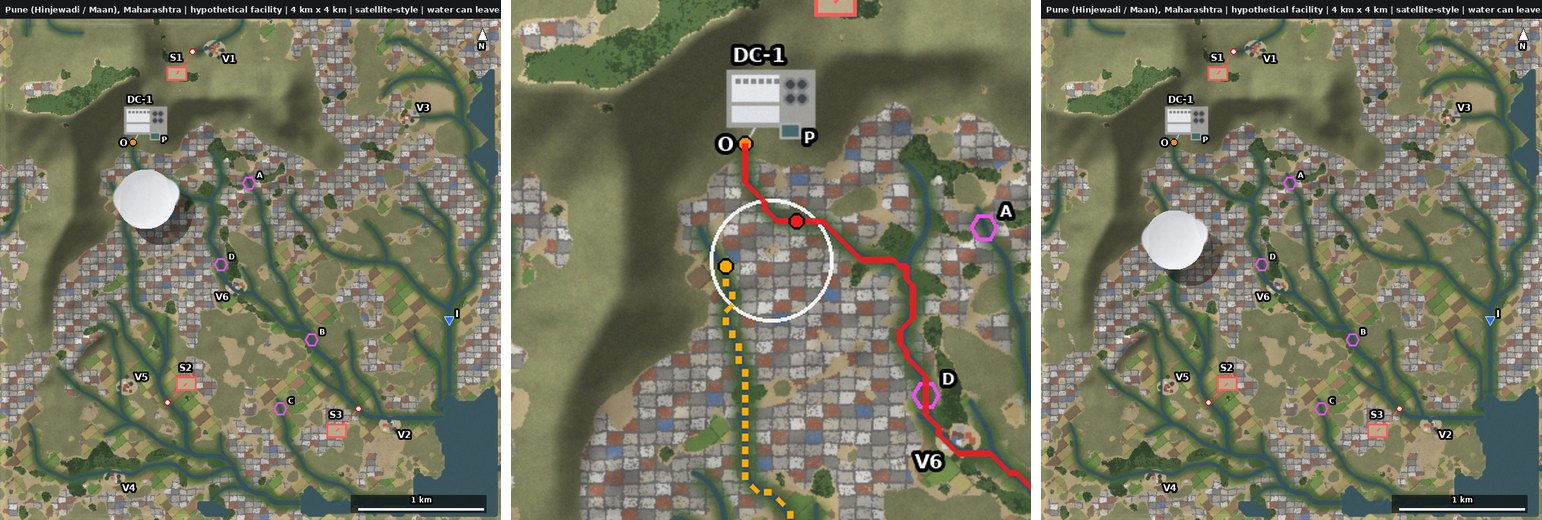 Pune (Hinjewadi / Maan), Maharashtra | hypothetical facility | 4 km x 4 km | satellite-style | water can leave
N
S1
V1
DC-1
V3
O
P
A
D
V6
I
B
V5
S2
C
S3
V2
V4
1 km
DC-1
O
P
A
D
V6
Pune (Hinjewadi / Maan), Maharashtra | hypothetical facility | 4 km x 4 km | satellite-style | water can leave
N
S1
V1
DC-1
V3
O
P
A
D
V6
I
B
V5
S2
C
S3
V2
V4
1 km